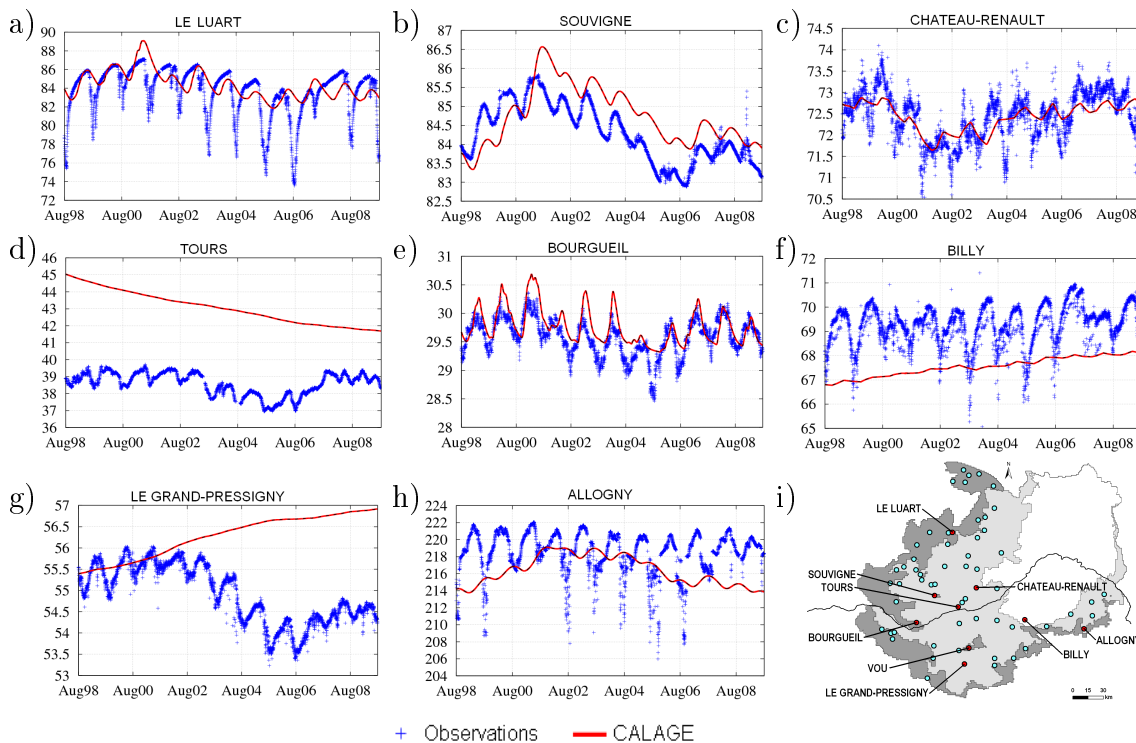 a) LE LUART
90
88
86
84
82
80
78
76
74
72
Aug98 Aug00 Aug02 Aug04 Aug06 Aug08
b) SOUVIGNE
87
86.5
86
85.5
85
84.5
84
83.5
83
82.5
Aug98 Aug00 Aug02 Aug04 Aug06 Aug08
c) CHATEAU-RENAULT
74.5
74
73.5
73
72.5
72
71.5
71
70.5
Aug98 Aug00 Aug02 Aug04 Aug06 Aug08
d) TOURS
46
45
44
43
42
41
40
39
38
37
36
Aug98 Aug00 Aug02 Aug04 Aug06 Aug08
e) BOURGUEIL
31
30.5
30
29.5
29
28.5
28
Aug98 Aug00 Aug02 Aug04 Aug06 Aug08
f) BILLY
72
71
70
69
68
67
66
65
Aug98 Aug00 Aug02 Aug04 Aug06 Aug08
g) LE GRAND-PRESSIGNY
57
56.5
56
55.5
55
54.5
54
53.5
53
Aug98 Aug00 Aug02 Aug04 Aug06 Aug08
h) ALLOGNY
224
222
220
218
216
214
212
210
208
206
204
Aug98 Aug00 Aug02 Aug04 Aug06 Aug08
i)
N
LE LUART
SOUVIGNE
TOURS
CHATEAU-RENAULT
BOURGUEIL
ALLOGNY
BILLY
VOU
LE GRAND-PRESSIGNY
0 15 30
km
Observations CALAGE